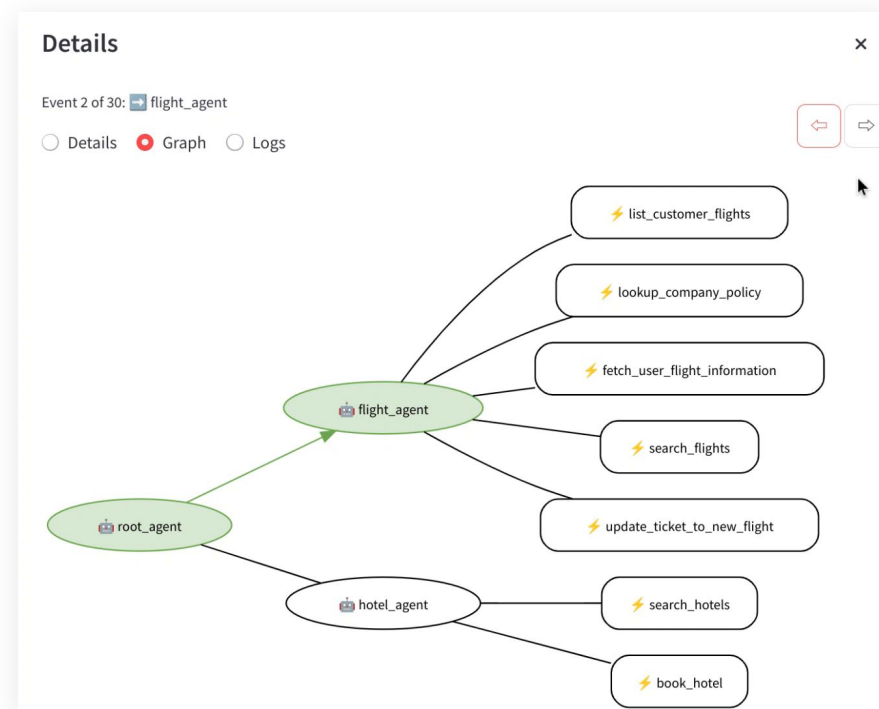 Details
Event 2 of 30: ➡️ flight_agent
Details Graph Logs
⚡ list_customer_flights
⚡ lookup_company_policy
⚡ fetch_user_flight_information
🤖 flight_agent
⚡ search_flights
🤖 root_agent
⚡ update_ticket_to_new_flight
🤖 hotel_agent
⚡ search_hotels
⚡ book_hotel